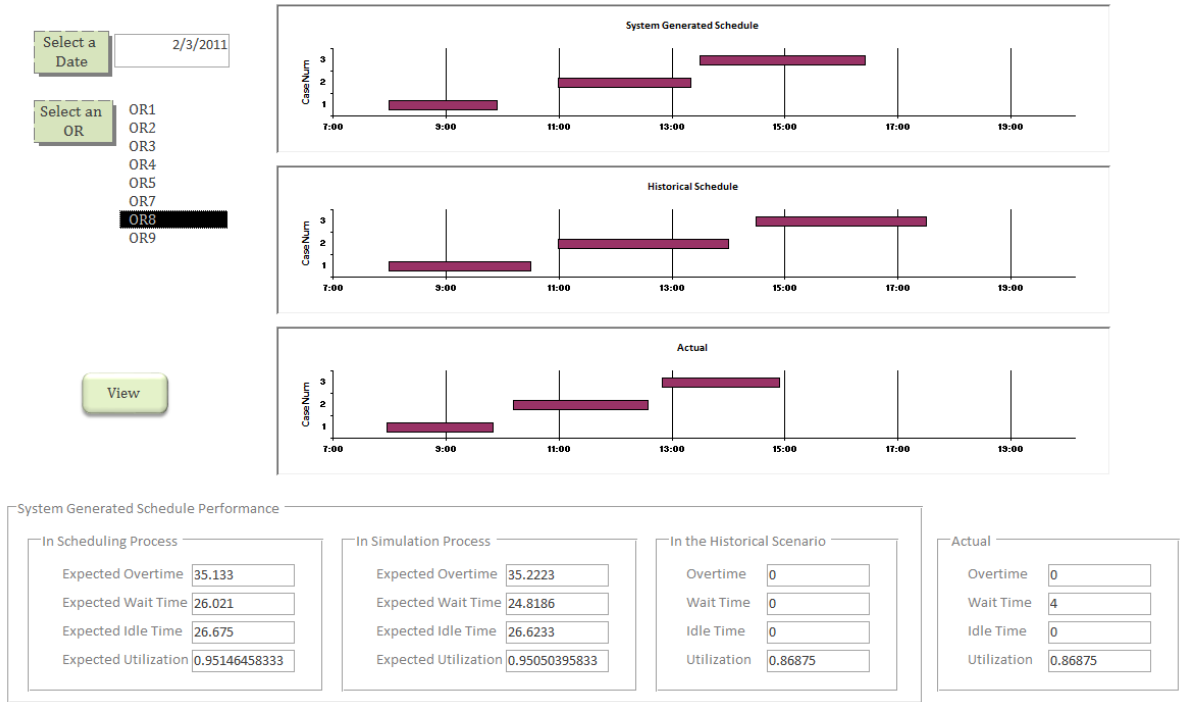 Select a
Date
2/3/2011
Select an
OR
OR1
OR2
OR3
OR4
OR5
OR7
OR8
OR9
View
System Generated Schedule
CaseNum
3
2
1
7:00 9:00 11:00 13:00 15:00 17:00 19:00
Historical Schedule
CaseNum
3
2
1
7:00 9:00 11:00 13:00 15:00 17:00 19:00
Actual
CaseNum
3
2
1
7:00 9:00 11:00 13:00 15:00 17:00 19:00
System Generated Schedule Performance
In Scheduling Process
Expected Overtime 35.133
Expected Wait Time 26.021
Expected Idle Time 26.675
Expected Utilization 0.95146458333
In Simulation Process
Expected Overtime 35.2223
Expected Wait Time 24.8186
Expected Idle Time 26.6233
Expected Utilization 0.95050395833
In the Historical Scenario
Overtime 0
Wait Time 0
Idle Time 0
Utilization 0.86875
Actual
Overtime 0
Wait Time 4
Idle Time 0
Utilization 0.86875